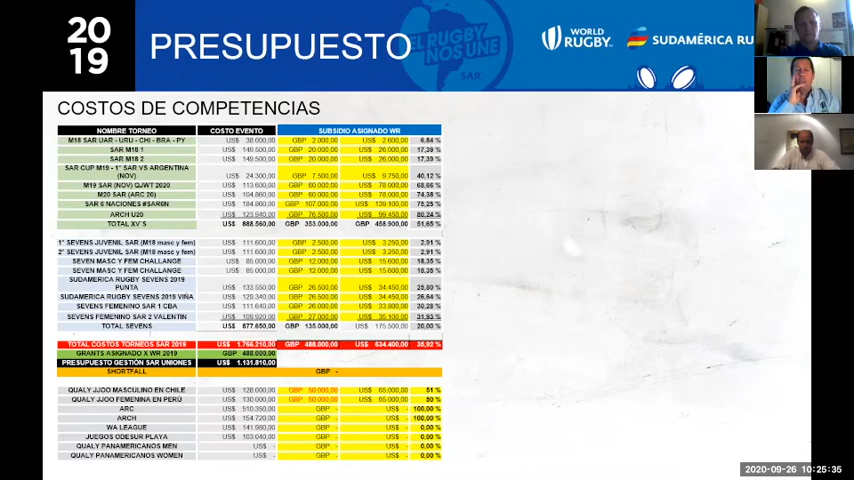 20
19
PRESUPUESTO
EL RUGBY
NOS UNE
SAR
WORLD
RUGBY
SUDAMÉRICA RU
COSTOS DE COMPETENCIAS
NOMBRE TORNEO COSTO EVENTO SUBSIDIO ASIGNADO WR
M18 SAR UAR - URU - CHI - BRA - PY US$ 38.000,00 GBP 2.000,00 US$ 2.600,00 6,84 %
SAR M18 1 US$ 149.500,00 GBP 20.000,00 US$ 26.000,00 17,39 %
SAR M18 2 US$ 149.500,00 GBP 20.000,00 US$ 26.000,00 17,39 %
SAR CUP M19 - 1° SAR VS ARGENTINA
(NOV) US$ 24.300,00 GBP 7.500,00 US$ 9.750,00 40,12 %
M19 SAR (NOV) QJWT 2020 US$ 113.600,00 GBP 60.000,00 US$ 78.000,00 68,66 %
M20 SAR (ARC 20) US$ 104.860,00 GBP 60.000,00 US$ 78.000,00 74,38 %
SAR 6 NACIONES #SAR6N US$ 184.860,00 GBP 107.000,00 US$ 139.100,00 75,25 %
ARCH U20 US$ 123.940,00 GBP 76.500,00 US$ 99.450,00 80,24 %
TOTAL XV´S US$ 888.560,00 GBP 353.000,00 US$ 458.900,00 51,65 %
1° SEVENS JUVENIL SAR (M18 masc y fem) US$ 111.600,00 GBP 2.500,00 US$ 3.250,00 2,91 %
2° SEVENS JUVENIL SAR (M18 masc y fem) US$ 111.600,00 GBP 2.500,00 US$ 3.250,00 2,91 %
SEVEN MASC Y FEM CHALLANGE US$ 85.000,00 GBP 12.000,00 US$ 15.600,00 18,35 %
SEVEN MASC Y FEM CHALLANGE US$ 85.000,00 GBP 12.000,00 US$ 15.600,00 18,35 %
SUDAMERICA RUGBY SEVENS 2019
PUNTA US$ 133.550,00 GBP 26.500,00 US$ 34.450,00 25,80 %
SUDAMERICA RUGBY SEVENS 2019 VIÑA US$ 129.340,00 GBP 26.500,00 US$ 34.450,00 26,64 %
SEVENS FEMENINO SAR 1 CBA US$ 111.640,00 GBP 26.000,00 US$ 33.800,00 30,28 %
SEVENS FEMENINO SAR 2 VALENTIN US$ 109.920,00 GBP 27.000,00 US$ 35.100,00 31,93 %
TOTAL SEVENS US$ 877.650,00 GBP 135.000,00 US$ 175.500,00 20,00 %
TOTAL COSTOS TORNEOS SAR 2019 US$ 1.766.210,00 GBP 488.000,00 US$ 634.400,00 35,92 %
GRANTS ASIGNADO X WR 2019 GBP 488.000,00
PRESUPUESTO GESTIÓN SAR UNIONES US$ 1.131.810,00
SHORTFALL GBP -
QUALY JJOO MASCULINO EN CHILE US$ 128.000,00 GBP 50.000,00 US$ 65.000,00 51 %
QUALY JJOO FEMENINA EN PERÚ US$ 130.000,00 GBP 50.000,00 US$ 65.000,00 50 %
ARC US$ 510.350,00 GBP - US$ - 100,00 %
ARCH US$ 154.720,00 GBP - US$ - 100,00 %
WA LEAGUE US$ 141.980,00 GBP - US$ - 0,00 %
JUEGOS ODESUR PLAYA US$ 103.040,00 GBP - US$ - 0,00 %
QUALY PANAMERICANOS MEN US$ - GBP - US$ - 0,00 %
QUALY PANAMERICANOS WOMEN US$ - GBP - US$ - 0,00 %
2020-09-26 10:25:35